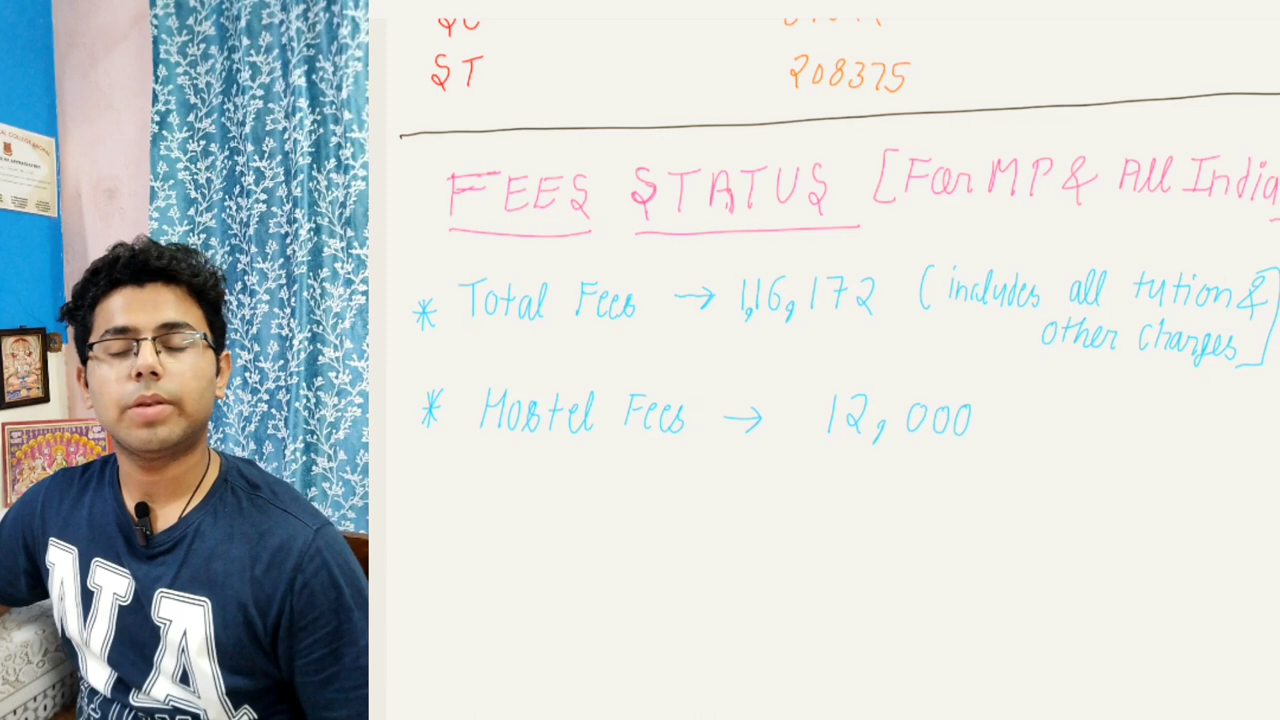 ST 208375
FEES STATUS [For MP & All India
* Total Fees → 1,16,172 (includes all tution &
other charges]
* Hostel Fees → 12,000
NA